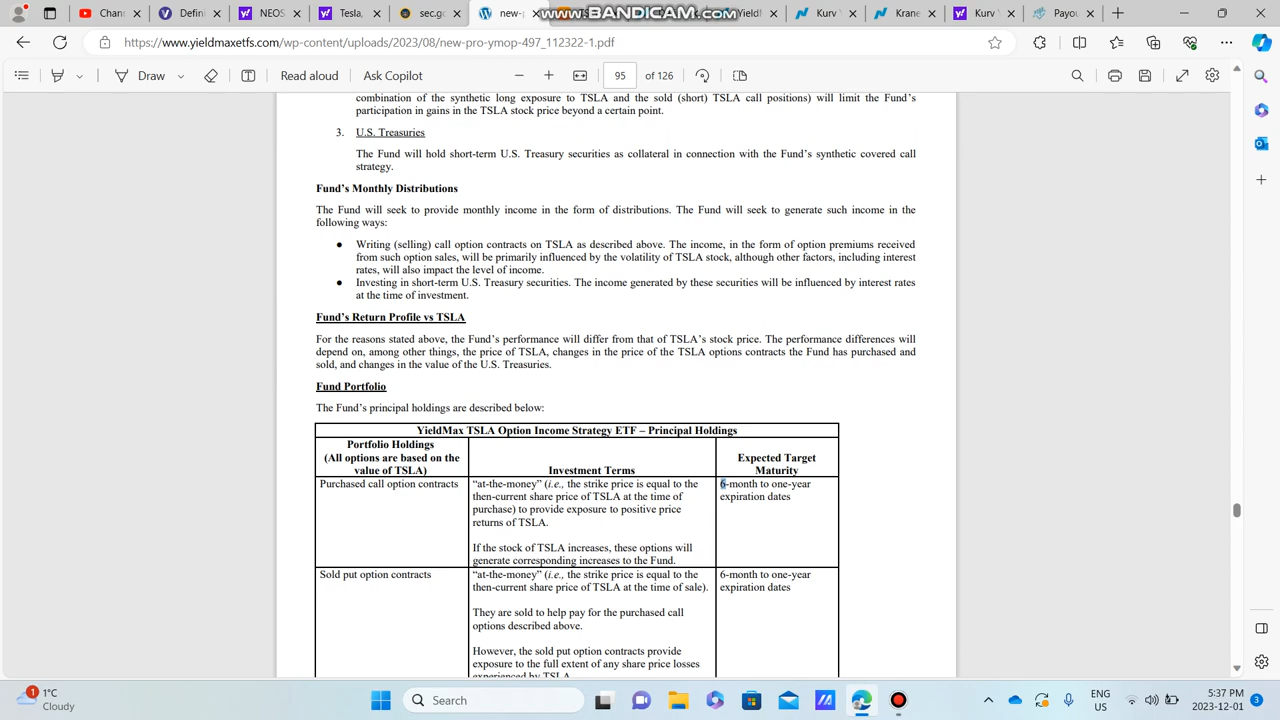 Chan
Defin
NEOS
Tesla,
sec.go
new-p
www.BANDICAM.com
Yield
Kurv
Krane
Kurv
Pape
https://www.yieldmaxetfs.com/wp-content/uploads/2023/08/new-pro-ymop-497_112322-1.pdf
Draw
Read aloud
Ask Copilot
95 of 126
combination of the synthetic long exposure to TSLA and the sold (short) TSLA call positions) will limit the Fund's
participation in gains in the TSLA stock price beyond a certain point.
3. U.S. Treasuries
The Fund will hold short-term U.S. Treasury securities as collateral in connection with the Fund's synthetic covered call
strategy.
Fund's Monthly Distributions
The Fund will seek to provide monthly income in the form of distributions. The Fund will seek to generate such income in the
following ways:
● Writing (selling) call option contracts on TSLA as described above. The income, in the form of option premiums received
from such option sales, will be primarily influenced by the volatility of TSLA stock, although other factors, including interest
rates, will also impact the level of income.
● Investing in short-term U.S. Treasury securities. The income generated by these securities will be influenced by interest rates
at the time of investment.
Fund's Return Profile vs TSLA
For the reasons stated above, the Fund's performance will differ from that of TSLA's stock price. The performance differences will
depend on, among other things, the price of TSLA, changes in the price of the TSLA options contracts the Fund has purchased and
sold, and changes in the value of the U.S. Treasuries.
Fund Portfolio
The Fund's principal holdings are described below:
YieldMax TSLA Option Income Strategy ETF – Principal Holdings
Portfolio Holdings
(All options are based on the
value of TSLA)
Investment Terms
Expected Target
Maturity
Purchased call option contracts
"at-the-money" (i.e., the strike price is equal to the
then-current share price of TSLA at the time of
purchase) to provide exposure to positive price
returns of TSLA.
If the stock of TSLA increases, these options will
generate corresponding increases to the Fund.
6-month to one-year
expiration dates
Sold put option contracts
"at-the-money" (i.e., the strike price is equal to the
then-current share price of TSLA at the time of sale).
They are sold to help pay for the purchased call
options described above.
However, the sold put option contracts provide
exposure to the full extent of any share price losses
experienced by TSLA.
6-month to one-year
expiration dates
1
1°C
Cloudy
Search
ENG
US
5:37 PM
2023-12-01
3